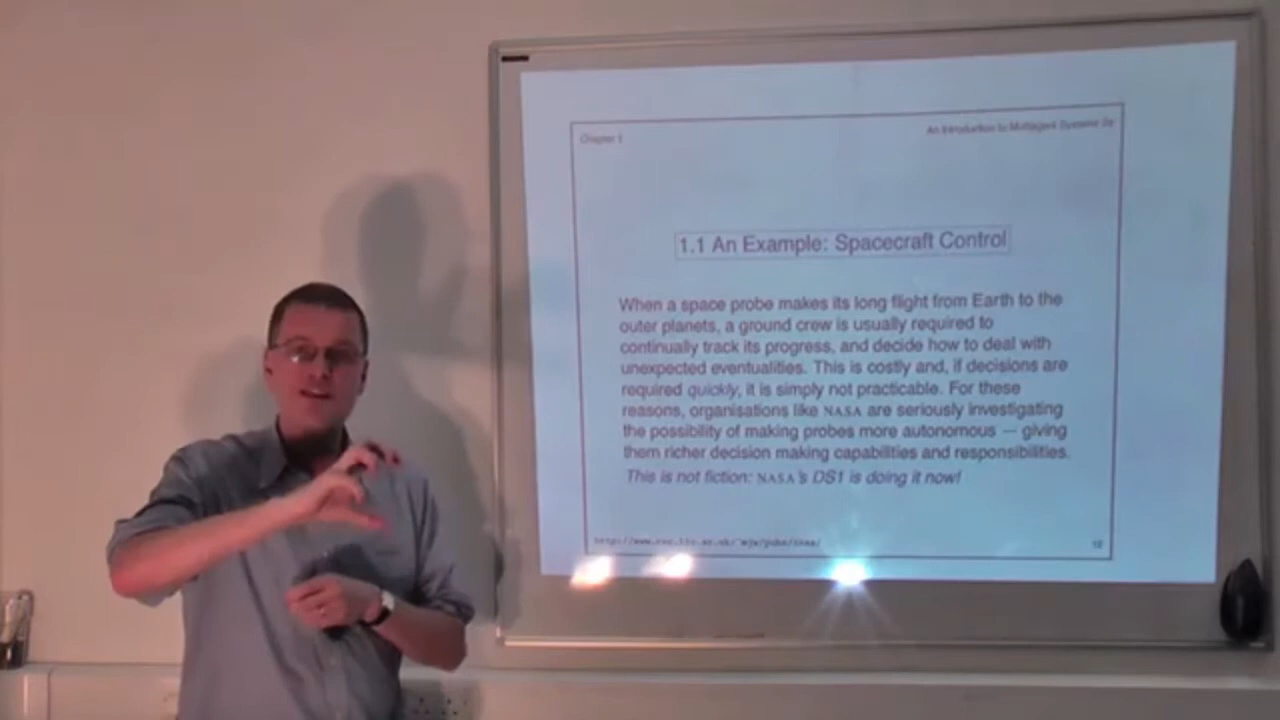 Chapter 1
An Introduction to Multiagent Systems 2e
1.1 An Example: Spacecraft Control
When a space probe makes its long flight from Earth to the
outer planets, a ground crew is usually required to
continually track its progress, and decide how to deal with
unexpected eventualities. This is costly and, if decisions are
required quickly, it is simply not practicable. For these
reasons, organisations like NASA are seriously investigating
the possibility of making probes more autonomous — giving
them richer decision making capabilities and responsibilities.
This is not fiction: NASA's DS1 is doing it now!
12